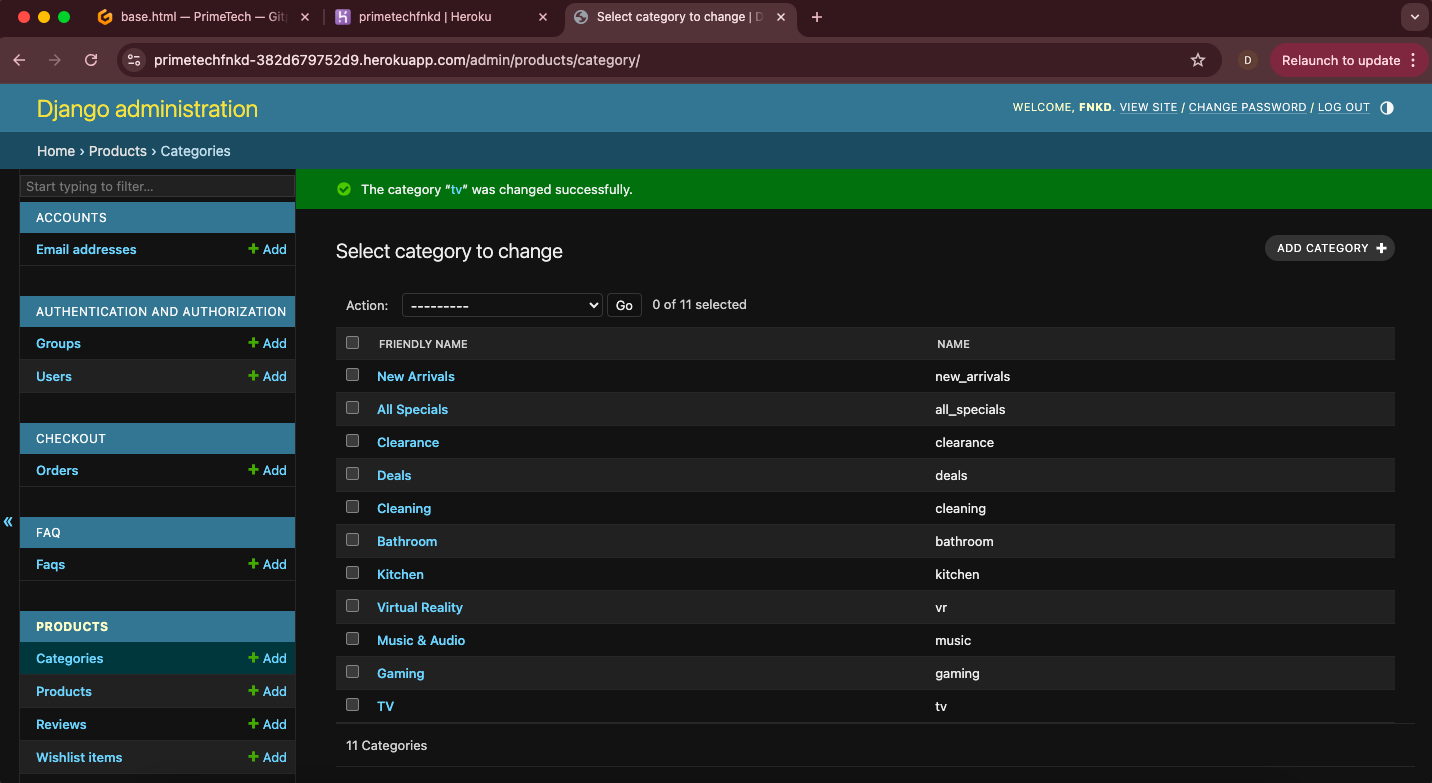 base.html — PrimeTech — Git
primetechfnkd | Heroku
Select category to change | D
primetechfnkd-382d679752d9.herokuapp.com/admin/products/category/
D
Relaunch to update
Django administration
WELCOME, FNKD. VIEW SITE / CHANGE PASSWORD / LOG OUT
Home › Products › Categories
Start typing to filter...
ACCOUNTS
Email addresses + Add
AUTHENTICATION AND AUTHORIZATION
Groups + Add
Users + Add
CHECKOUT
Orders + Add
FAQ
Faqs + Add
PRODUCTS
Categories + Add
Products + Add
Reviews + Add
Wishlist items + Add
«
The category “tv” was changed successfully.
Select category to change
ADD CATEGORY +
Action: --------- Go 0 of 11 selected
FRIENDLY NAME NAME
New Arrivals new_arrivals
All Specials all_specials
Clearance clearance
Deals deals
Cleaning cleaning
Bathroom bathroom
Kitchen kitchen
Virtual Reality vr
Music & Audio music
Gaming gaming
TV tv
11 Categories